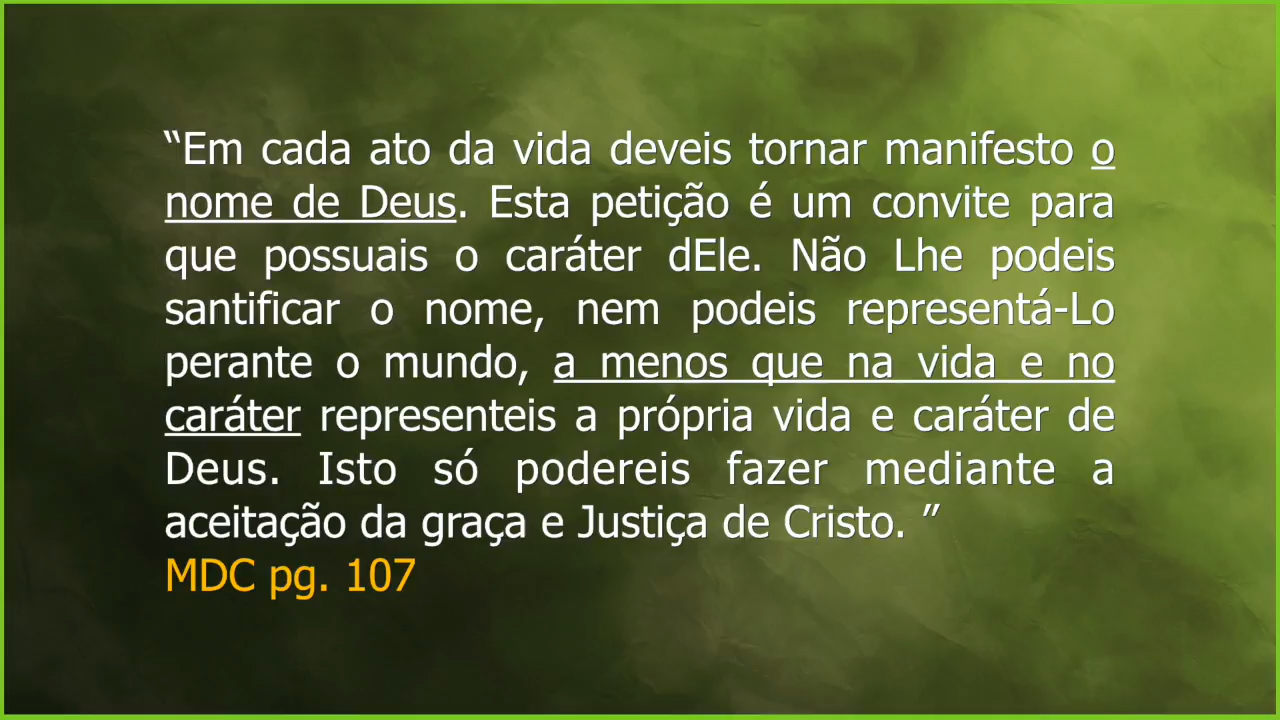 “Em cada ato da vida deveis tornar manifesto o
nome de Deus. Esta petição é um convite para
que possuais o caráter dEle. Não Lhe podeis
santificar o nome, nem podeis representá-Lo
perante o mundo, a menos que na vida e no
caráter representeis a própria vida e caráter de
Deus. Isto só podereis fazer mediante a
aceitação da graça e Justiça de Cristo. ”
MDC pg. 107